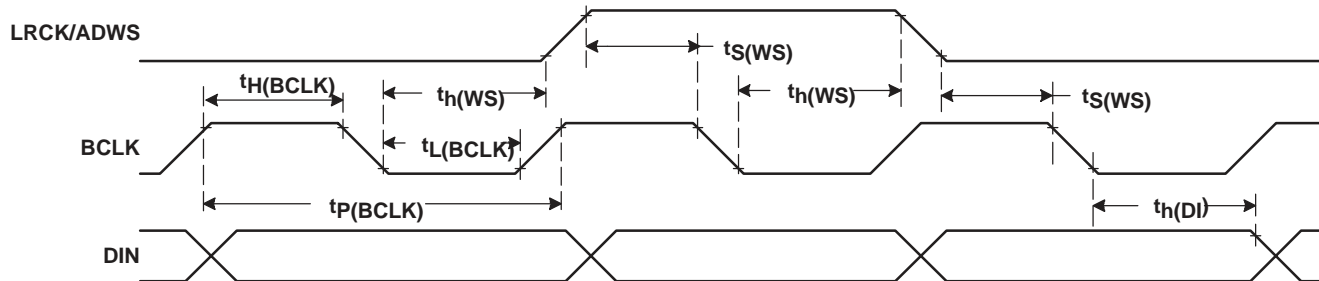 LRCK/ADWS
tS(WS)
tH(BCLK)
th(WS)
th(WS)
tS(WS)
BCLK
tL(BCLK)
tP(BCLK)
th(DI)
DIN